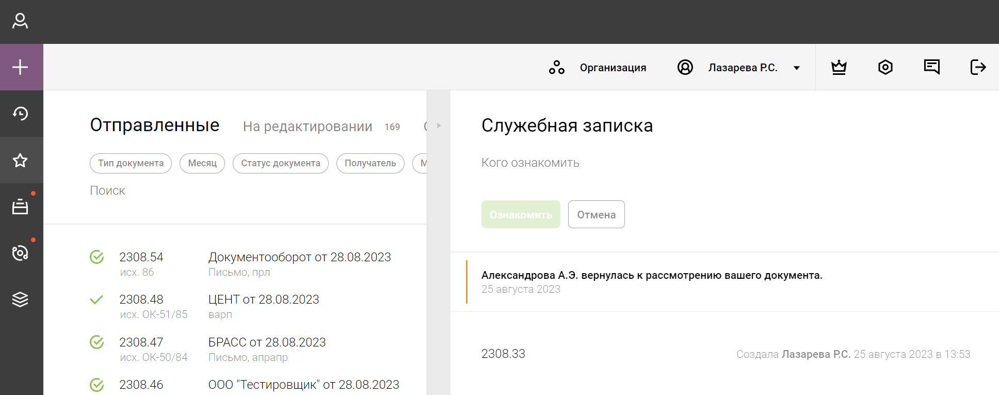 Организация
Лазарева Р.С.
Отправленные
На редактировании 169
Тип документа
Месяц
Статус документа
Получатель
Поиск
2308.54 Документооборот от 28.08.2023
исх. 86 Письмо, прл
2308.48 ЦЕНТ от 28.08.2023
исх. ОК-51/85 варп
2308.47 БРАСС от 28.08.2023
исх. ОК-50/84 Письмо, апрапр
2308.46 ООО "Тестировщик" от 28.08.2023
Служебная записка
Кого ознакомить
Ознакомить
Отмена
Александрова А.Э. вернулась к рассмотрению вашего документа.
25 августа 2023
2308.33 Создала Лазарева Р.С. 25 августа 2023 в 13:53